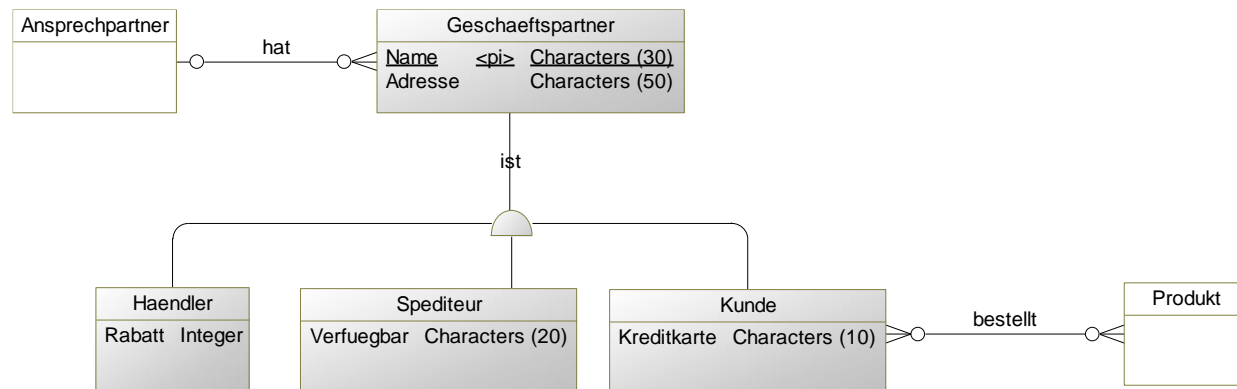 Ansprechpartner
hat
Geschaeftspartner
Name <pi> Characters (30)
Adresse Characters (50)
ist
Haendler
Rabatt Integer
Spediteur
Verfuegbar Characters (20)
Kunde
Kreditkarte Characters (10)
bestellt
Produkt